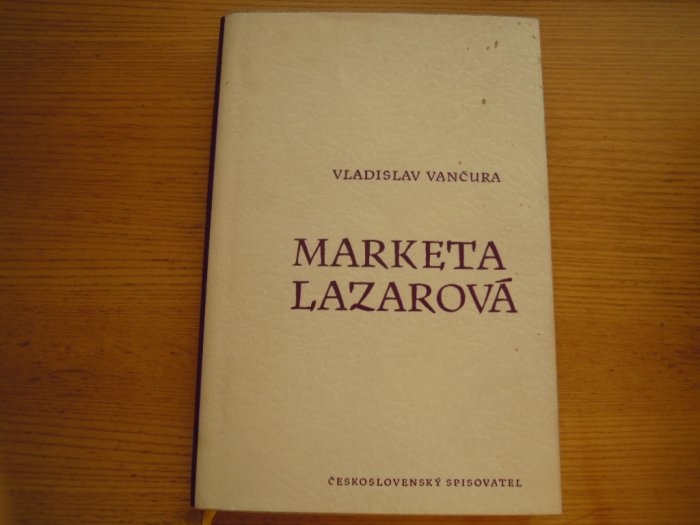 VLADISLAV VANČURA
MARKETA
LAZAROVÁ
ČESKOSLOVENSKÝ SPISOVATEL